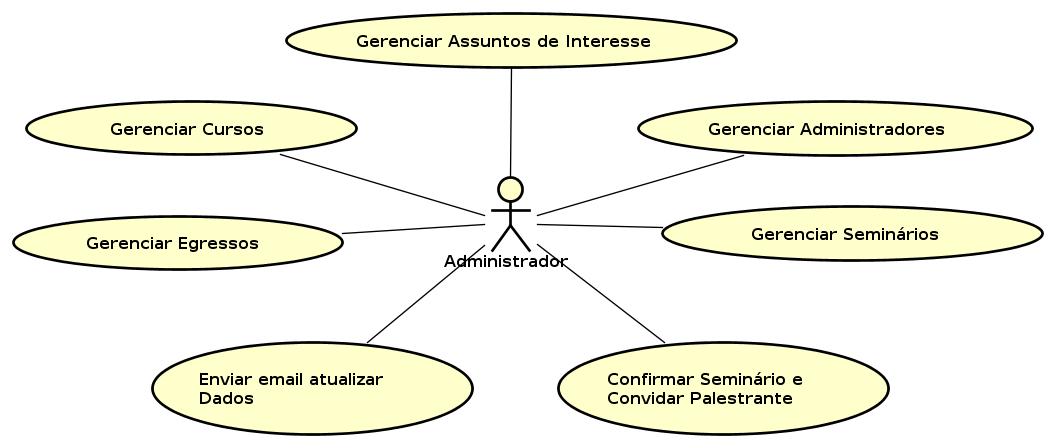 Gerenciar Assuntos de Interesse
Gerenciar Cursos
Gerenciar Administradores
Gerenciar Egressos
Gerenciar Seminários
Administrador
Enviar email atualizar
Dados
Confirmar Seminário e
Convidar Palestrante